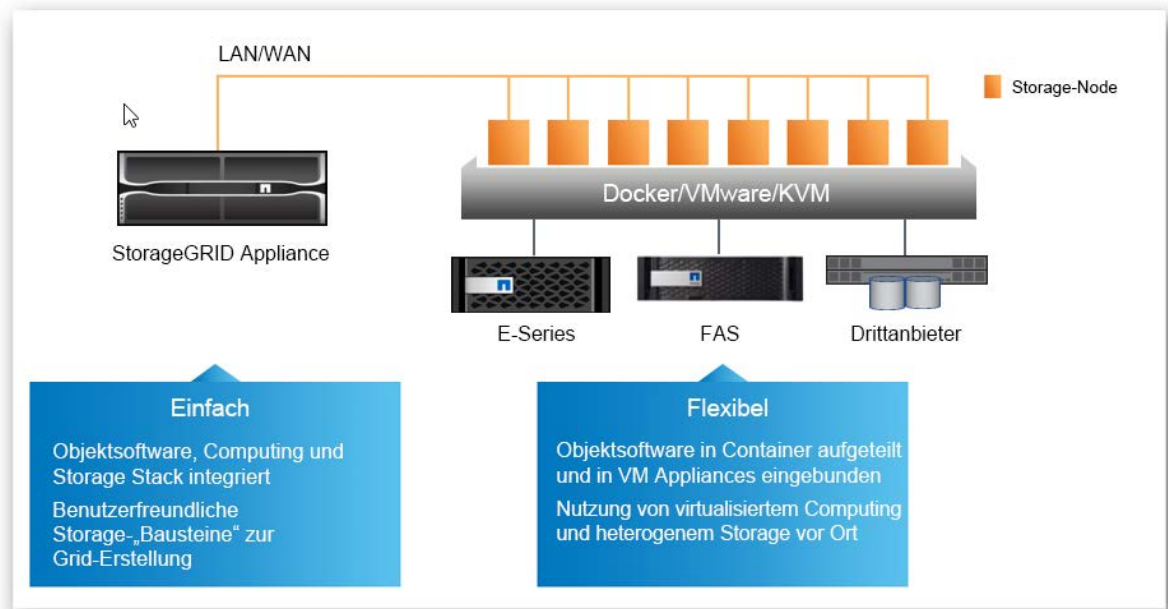 LAN/WAN
Storage-Node
Docker/VMware/KVM
StorageGRID Appliance
E-Series
FAS
Drittanbieter
Einfach
Objektsoftware, Computing und
Storage Stack integriert
Benutzerfreundliche
Storage-„Bausteine“ zur
Grid-Erstellung
Flexibel
Objektsoftware in Container aufgeteilt
und in VM Appliances eingebunden
Nutzung von virtualisiertem Computing
und heterogenem Storage vor Ort